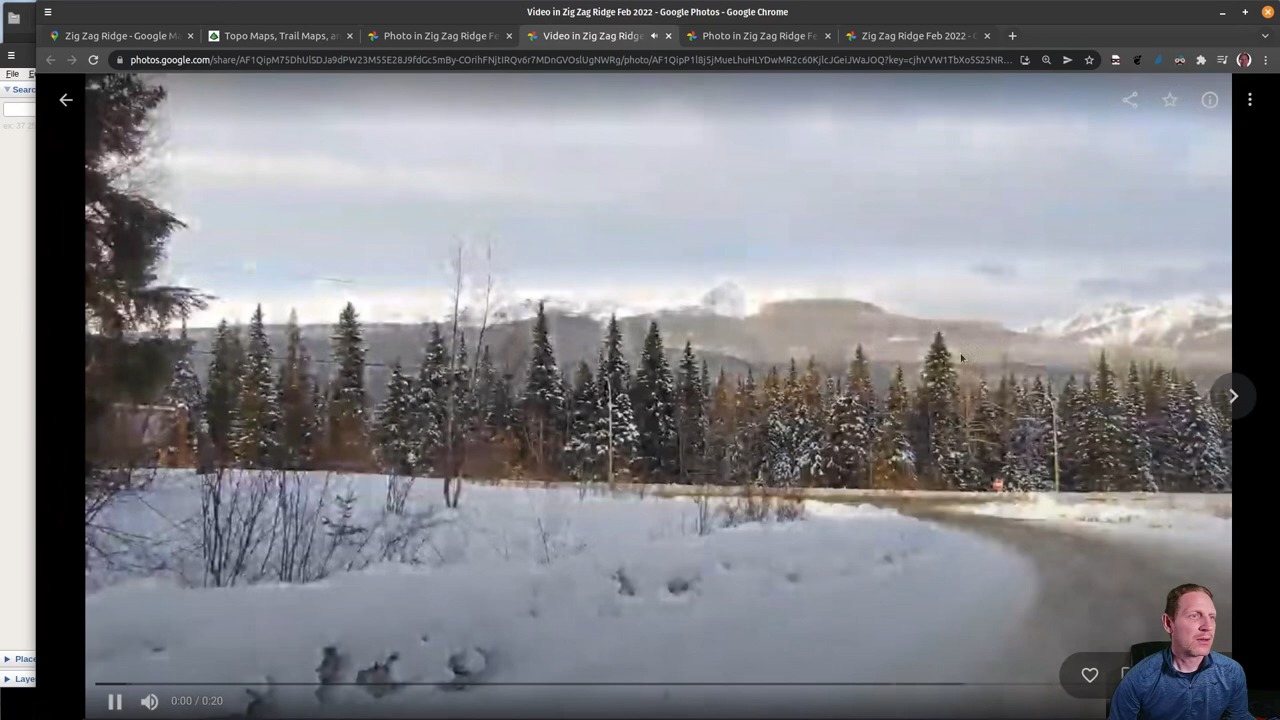 Video in Zig Zag Ridge Feb 2022 - Google Photos - Google Chrome
Zig Zag Ridge - Google M
Topo Maps, Trail Maps, an
Photo in Zig Zag Ridge Fe
Video in Zig Zag Ridge
Photo in Zig Zag Ridge Fe
Zig Zag Ridge Feb 2022 -
File
Searc
Place
Laye
0:00 / 0:20